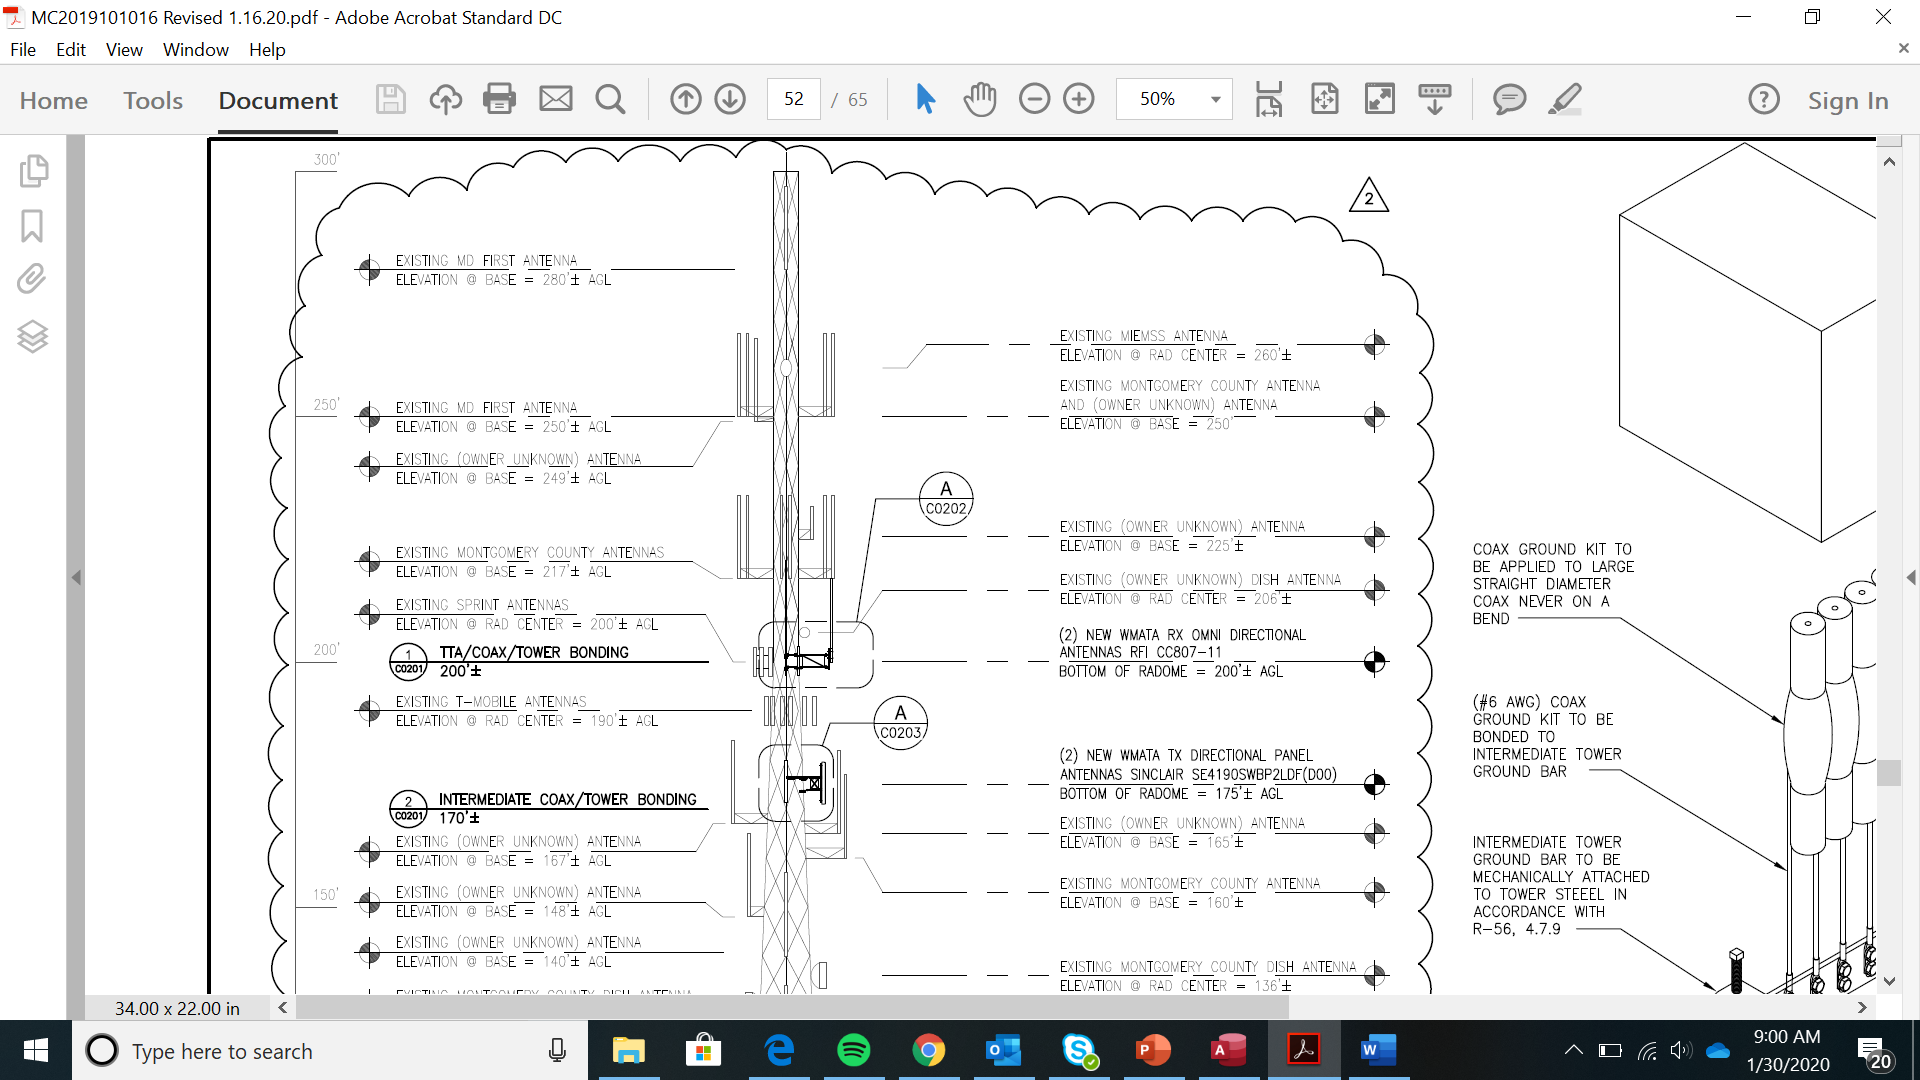 MC2019101016 Revised 1.16.20.pdf - Adobe Acrobat Standard DC
File Edit View Window Help
Home Tools Document
52 / 65
50%
Sign In
300'
2
EXISTING MD FIRST ANTENNA
ELEVATION @ BASE = 280'± AGL
EXISTING MIEMSS ANTENNA
ELEVATION @ RAD CENTER = 260'±
EXISTING MONTGOMERY COUNTY ANTENNA
AND (OWNER UNKNOWN) ANTENNA
ELEVATION @ BASE = 250'
250'
EXISTING MD FIRST ANTENNA
ELEVATION @ BASE = 250'± AGL
EXISTING (OWNER UNKNOWN) ANTENNA
ELEVATION @ BASE = 249'± AGL
A
C0202
EXISTING (OWNER UNKNOWN) ANTENNA
ELEVATION @ BASE = 225'±
EXISTING MONTGOMERY COUNTY ANTENNAS
ELEVATION @ BASE = 217'± AGL
EXISTING (OWNER UNKNOWN) DISH ANTENNA
ELEVATION @ RAD CENTER = 206'±
EXISTING SPRINT ANTENNAS
ELEVATION @ RAD CENTER = 200'± AGL
200'
1
C0201
TTA/COAX/TOWER BONDING
200'±
(2) NEW WMATA RX OMNI DIRECTIONAL
ANTENNAS RFI CC807-11
BOTTOM OF RADOME = 200'± AGL
EXISTING T-MOBILE ANTENNAS
ELEVATION @ RAD CENTER = 190'± AGL
A
C0203
(2) NEW WMATA TX DIRECTIONAL PANEL
ANTENNAS SINCLAIR SE4190SWBP2LDF(D00)
BOTTOM OF RADOME = 175'± AGL
2
C0201
INTERMEDIATE COAX/TOWER BONDING
170'±
EXISTING (OWNER UNKNOWN) ANTENNA
ELEVATION @ BASE = 165'±
EXISTING (OWNER UNKNOWN) ANTENNA
ELEVATION @ BASE = 167'± AGL
EXISTING MONTGOMERY COUNTY ANTENNA
ELEVATION @ BASE = 160'±
150'
EXISTING (OWNER UNKNOWN) ANTENNA
ELEVATION @ BASE = 148'± AGL
EXISTING (OWNER UNKNOWN) ANTENNA
ELEVATION @ BASE = 140'± AGL
EXISTING MONTGOMERY COUNTY DISH ANTENNA
ELEVATION @ RAD CENTER = 136'±
EXISTING MONTGOMERY COUNTY DISH ANTENNA
COAX GROUND KIT TO
BE APPLIED TO LARGE
STRAIGHT DIAMETER
COAX NEVER ON A
BEND
(#6 AWG) COAX
GROUND KIT TO BE
BONDED TO
INTERMEDIATE TOWER
GROUND BAR
INTERMEDIATE TOWER
GROUND BAR TO BE
MECHANICALLY ATTACHED
TO TOWER STEEEL IN
ACCORDANCE WITH
R-56, 4.7.9
34.00 x 22.00 in
Type here to search
9:00 AM
1/30/2020
20